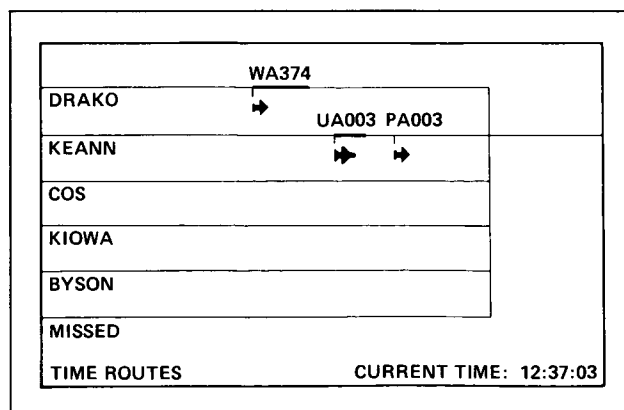 WA374
DRAKO
UA003 PA003
KEANN
COS
KIOWA
BYSON
MISSED
TIME ROUTES CURRENT TIME: 12:37:03